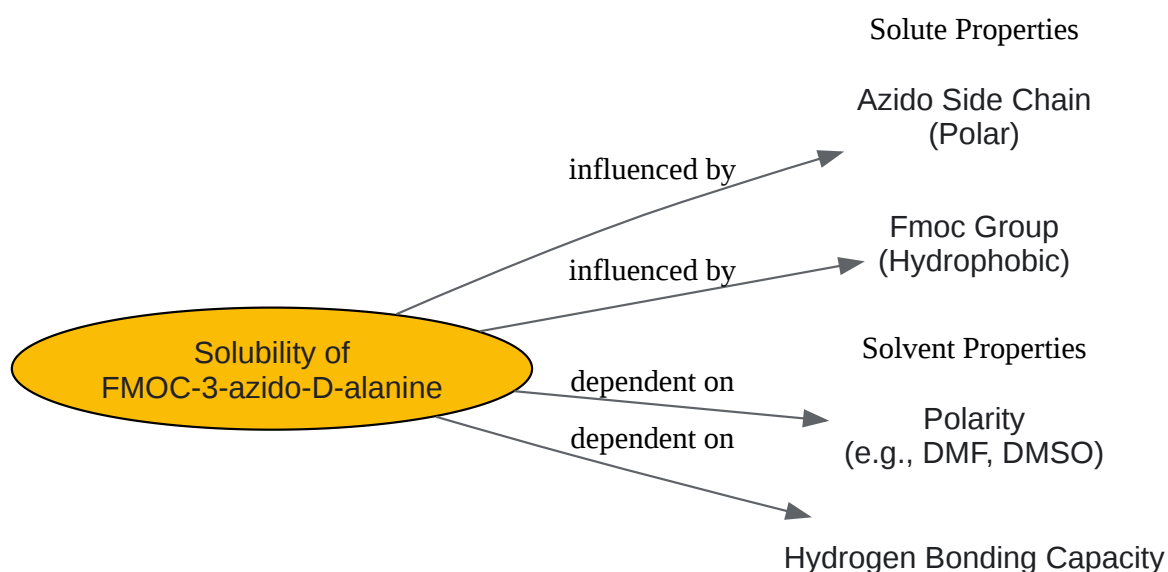 Solute Properties
Azido Side Chain
(Polar)
influenced by
Fmoc Group
(Hydrophobic)
influenced by
Solubility of
FMOC-3-azido-D-alanine
Solvent Properties
dependent on
Polarity
(e.g., DMF, DMSO)
dependent on
Hydrogen Bonding Capacity